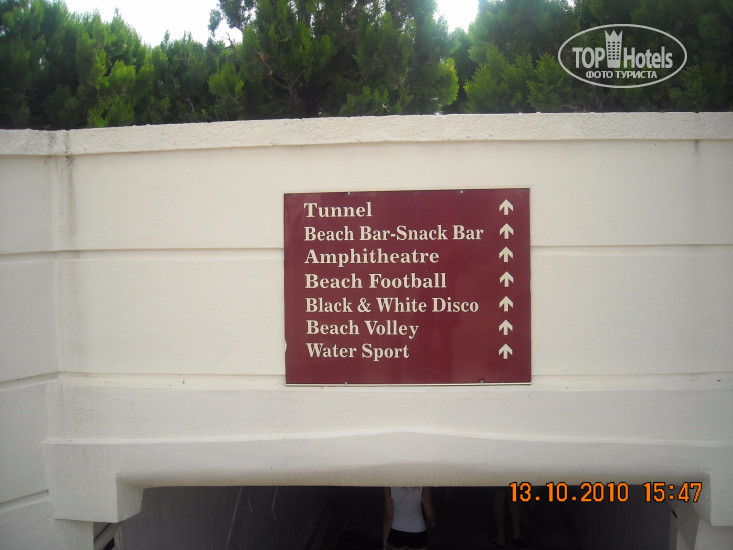 TOP Hotels
ФОТО ТУРИСТА
Tunnel
Beach Bar-Snack Bar
Amphitheatre
Beach Football
Black & White Disco
Beach Volley
Water Sport
13.10.2010 15:47